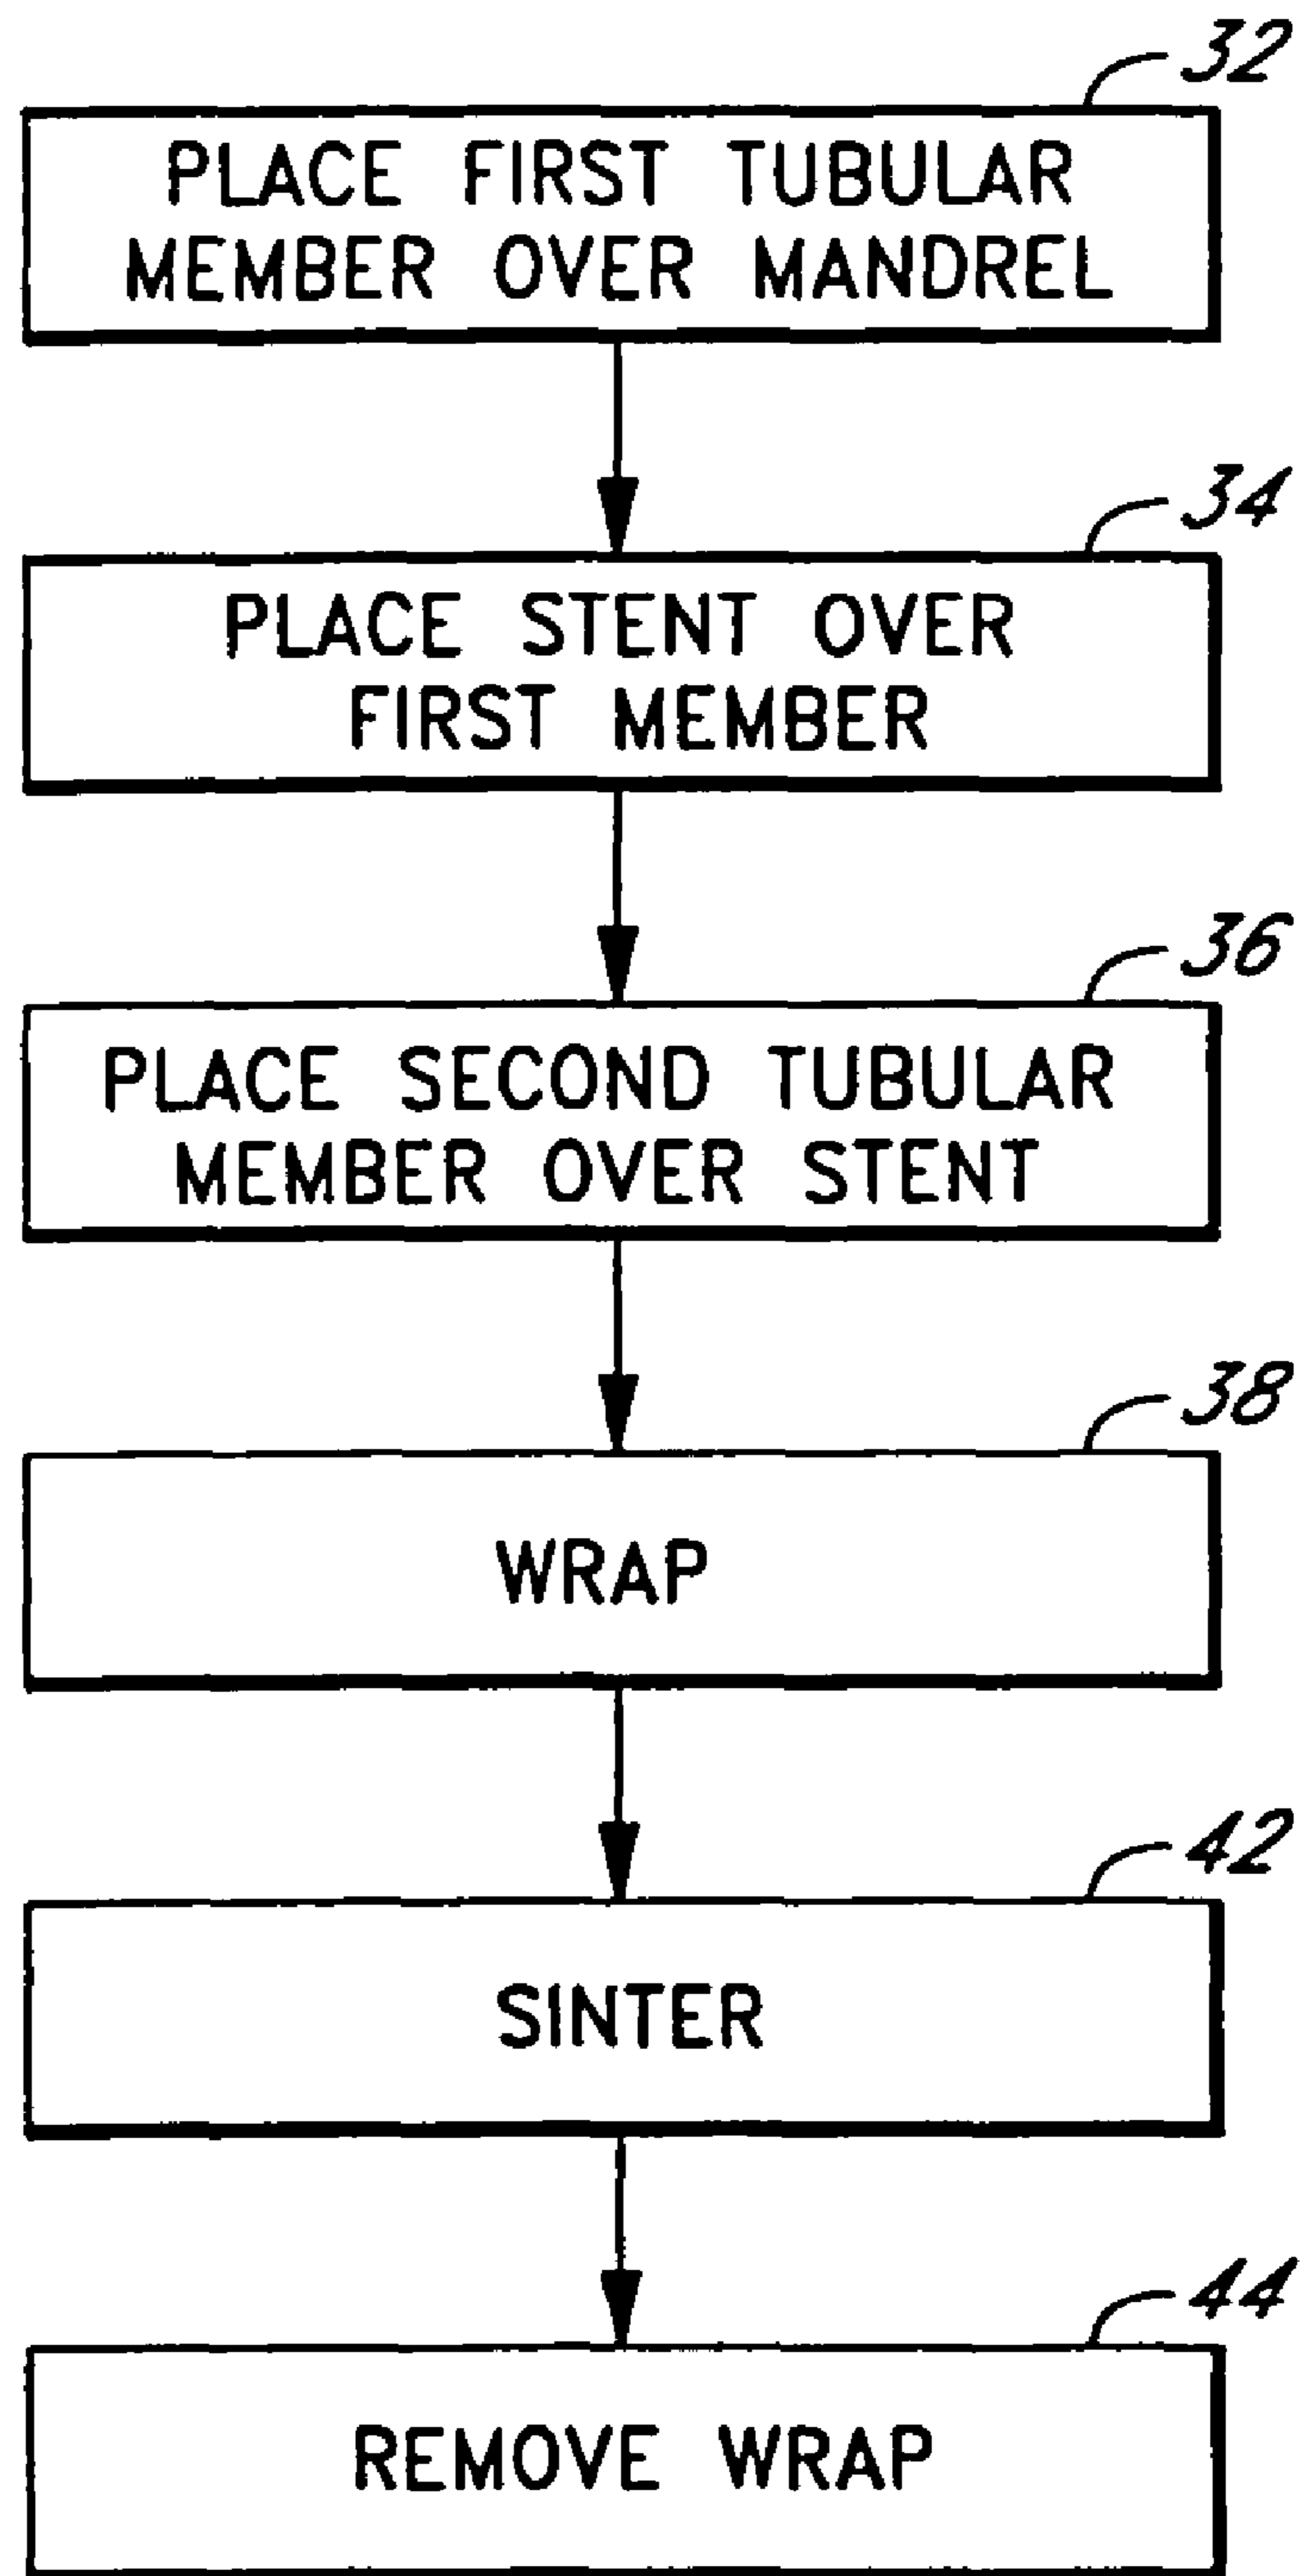 32
PLACE FIRST TUBULAR
MEMBER OVER MANDREL
34
PLACE STENT OVER
FIRST MEMBER
36
PLACE SECOND TUBULAR
MEMBER OVER STENT
38
WRAP
42
SINTER
44
REMOVE WRAP